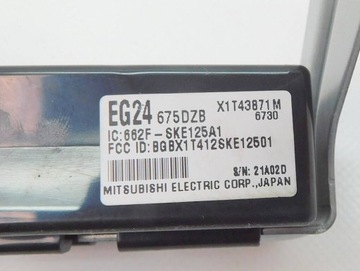 EG24 675DZB X1T43871M
6730
IC:662F-SKE125A1
FCC ID:BGBX1T412SKE12501
S/N: 21A02D
MITSUBISHI ELECTRIC CORP.,JAPAN